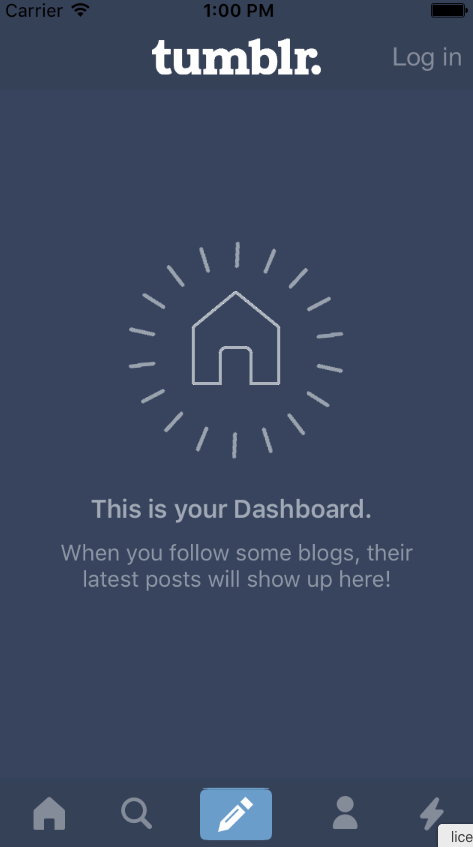 Carrier 1:00 PM
tumblr. Log in
This is your Dashboard.
When you follow some blogs, their
latest posts will show up here!
lice